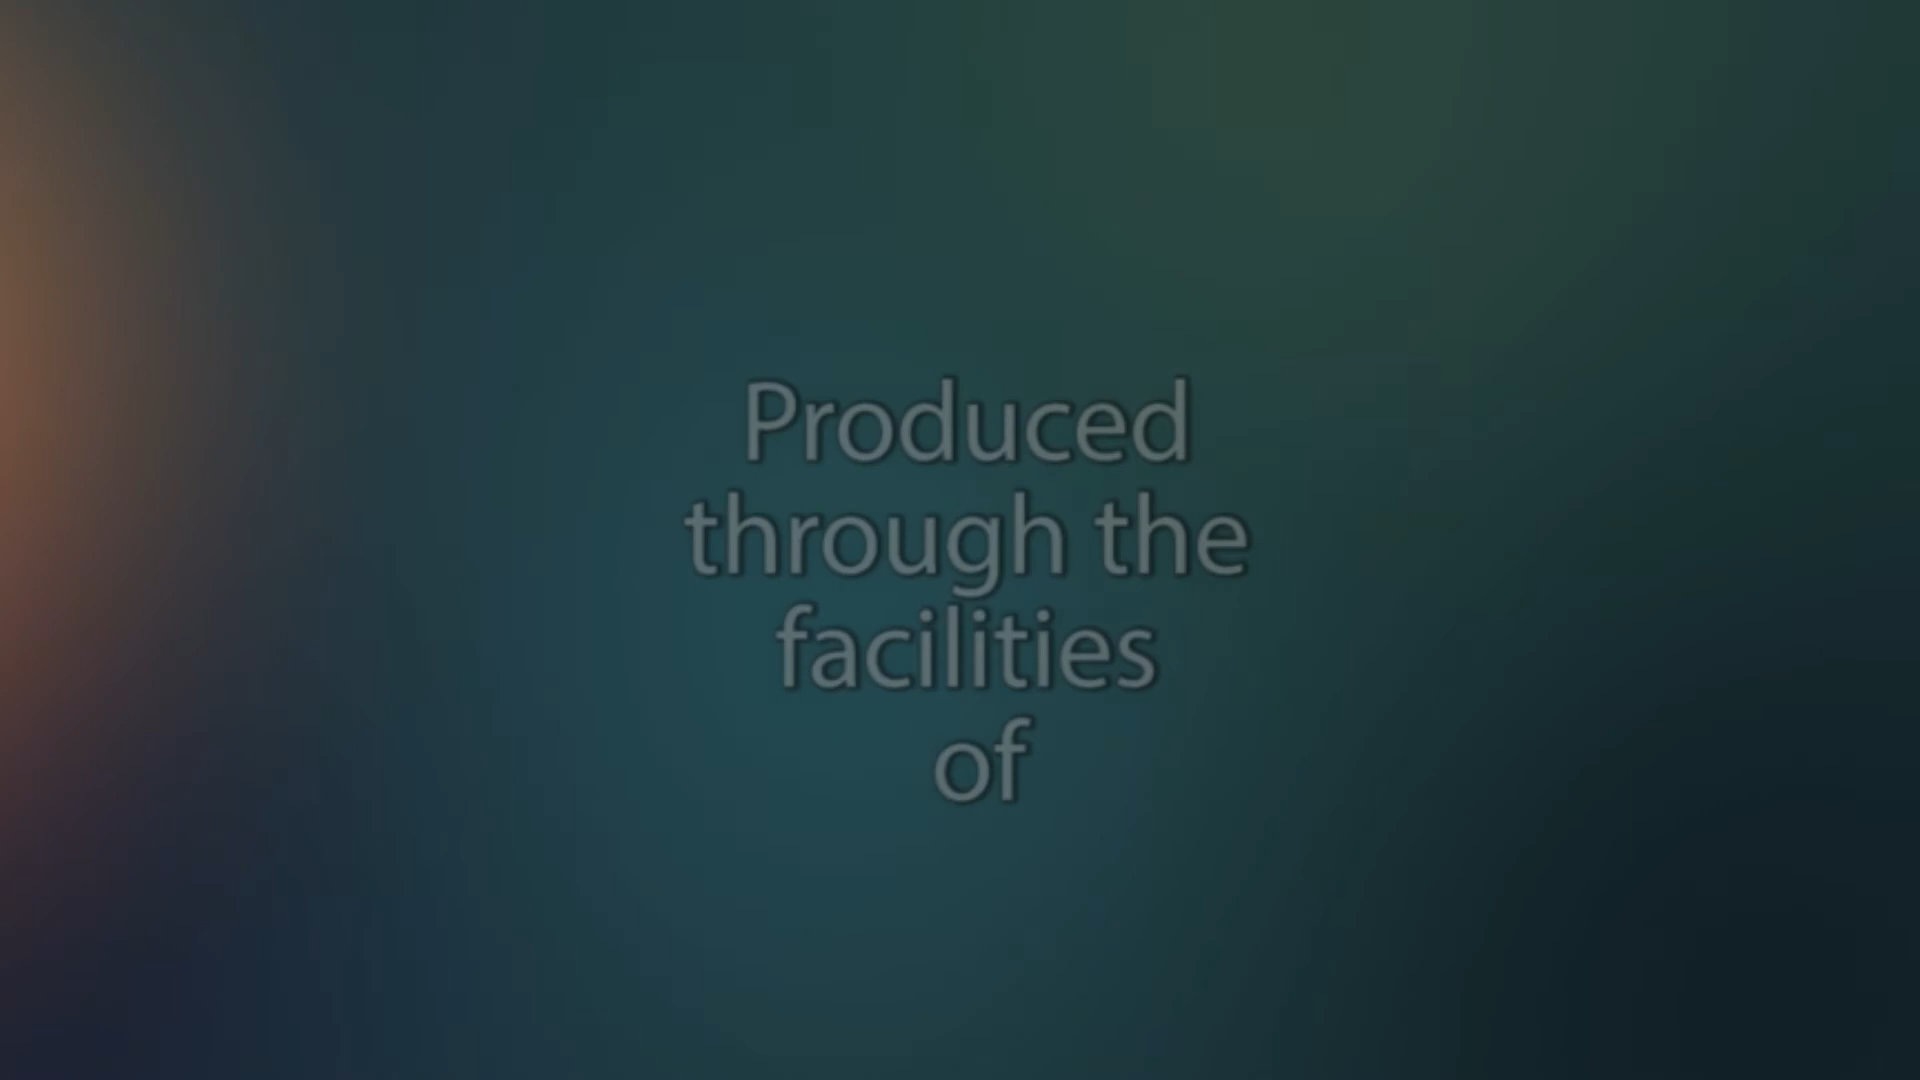 Produced
through the
facilities
of